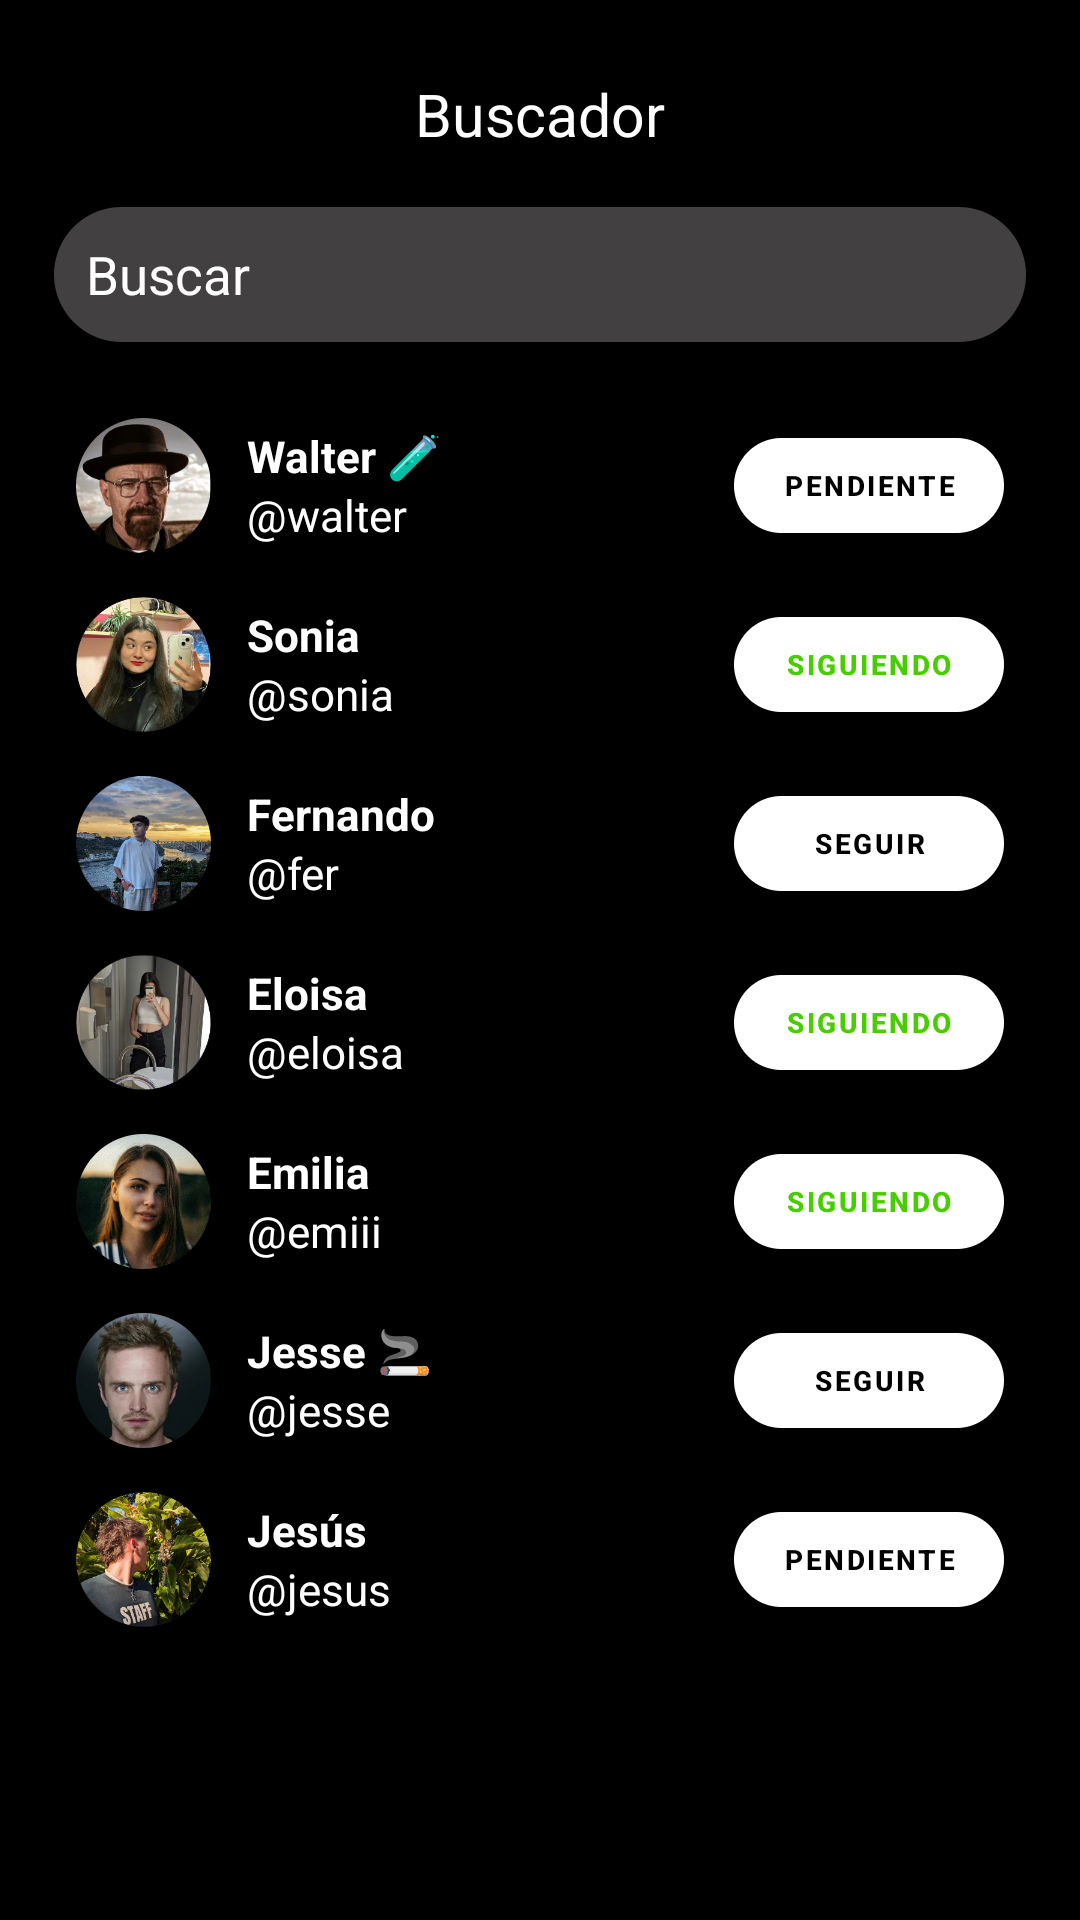 Buscador
Buscar
Walter 🧪
@walter
PENDIENTE
Sonia
@sonia
SIGUIENDO
Fernando
@fer
SEGUIR
Eloisa
@eloisa
SIGUIENDO
Emilia
@emiii
SIGUIENDO
Jesse 🚬
@jesse
SEGUIR
Jesús
@jesus
PENDIENTE
STAFF